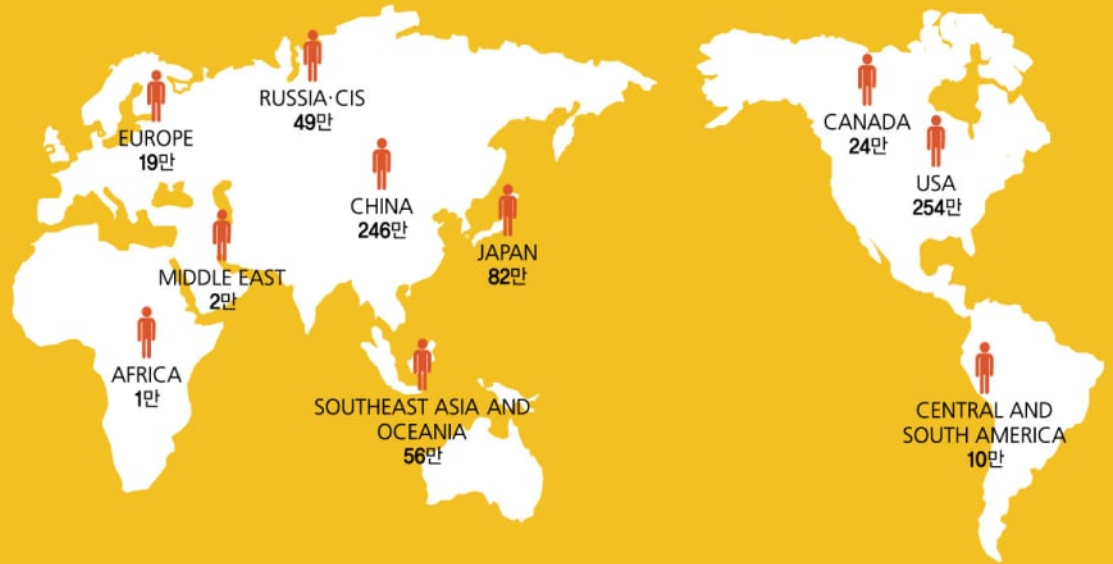 RUSSIA·CIS
49만
EUROPE
19만
CHINA
246만
JAPAN
82만
MIDDLE EAST
2만
AFRICA
1만
SOUTHEAST ASIA AND
OCEANIA
56만
CANADA
24만
USA
254만
CENTRAL AND
SOUTH AMERICA
10만